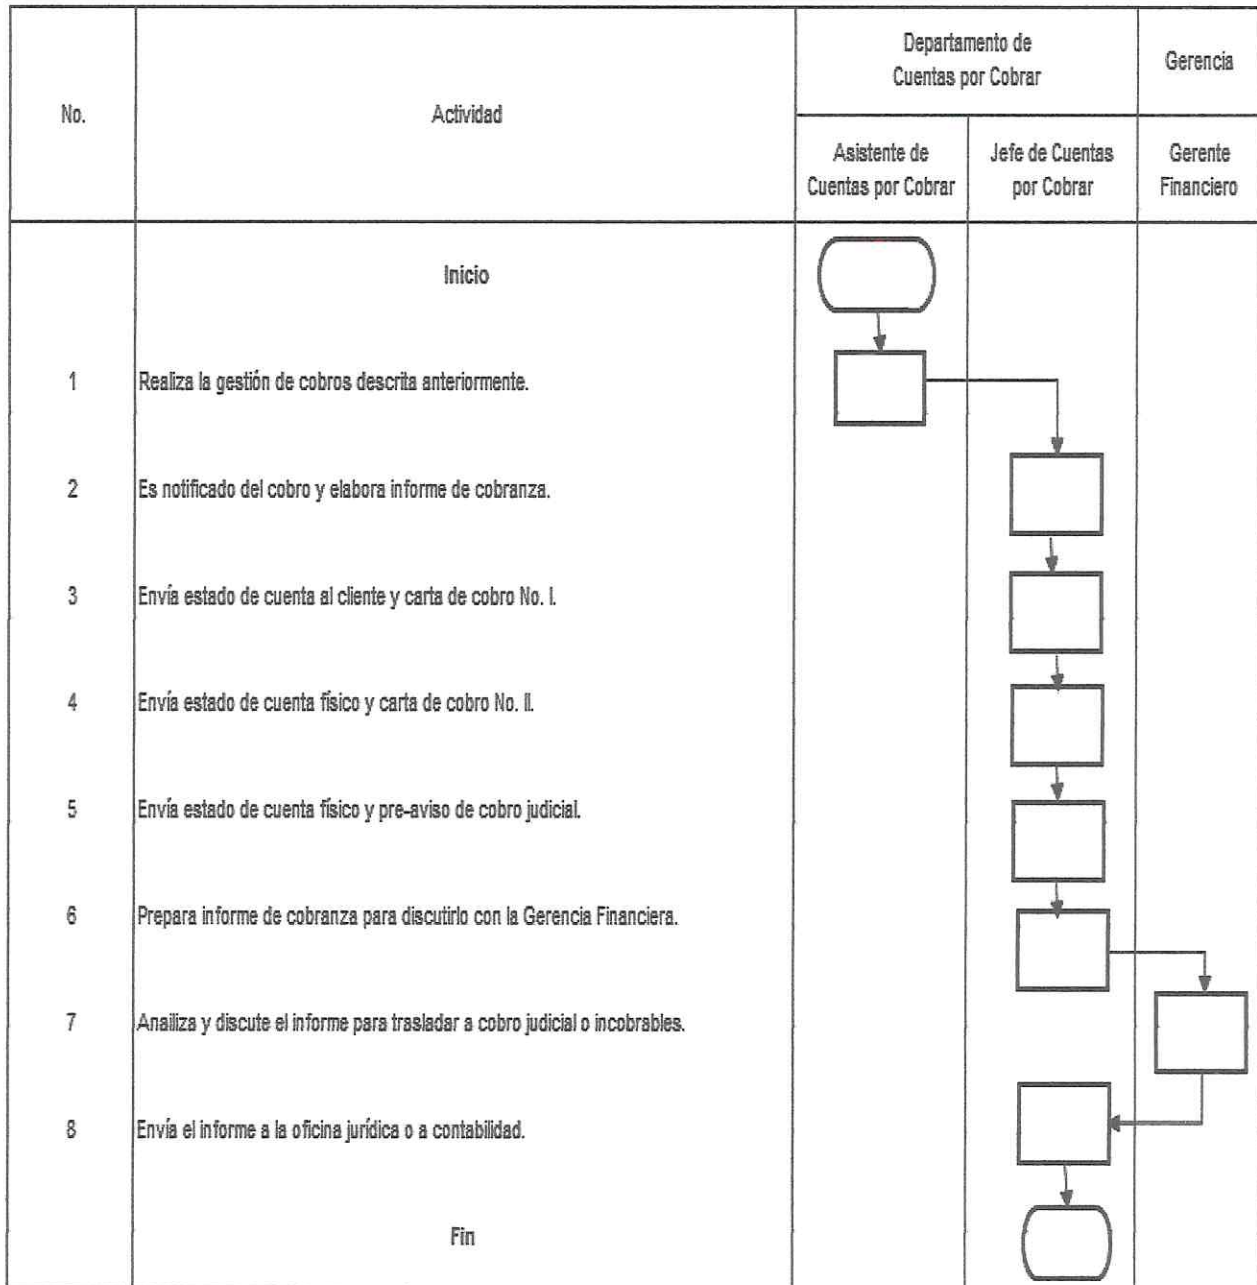 No.
Actividad
Departamento de
Cuentas por Cobrar
Gerencia
Asistente de
Cuentas por Cobrar
Jefe de Cuentas
por Cobrar
Gerente
Financiero
Inicio
1 Realiza la gestión de cobros descrita anteriormente.
2 Es notificado del cobro y elabora informe de cobranza.
3 Envía estado de cuenta al cliente y carta de cobro No. I.
4 Envía estado de cuenta físico y carta de cobro No. II.
5 Envía estado de cuenta físico y pre-aviso de cobro judicial.
6 Prepara informe de cobranza para discutirlo con la Gerencia Financiera.
7 Anailiza y discute el informe para trasladar a cobro judicial o incobrables.
8 Envía el informe a la oficina jurídica o a contabilidad.
Fin